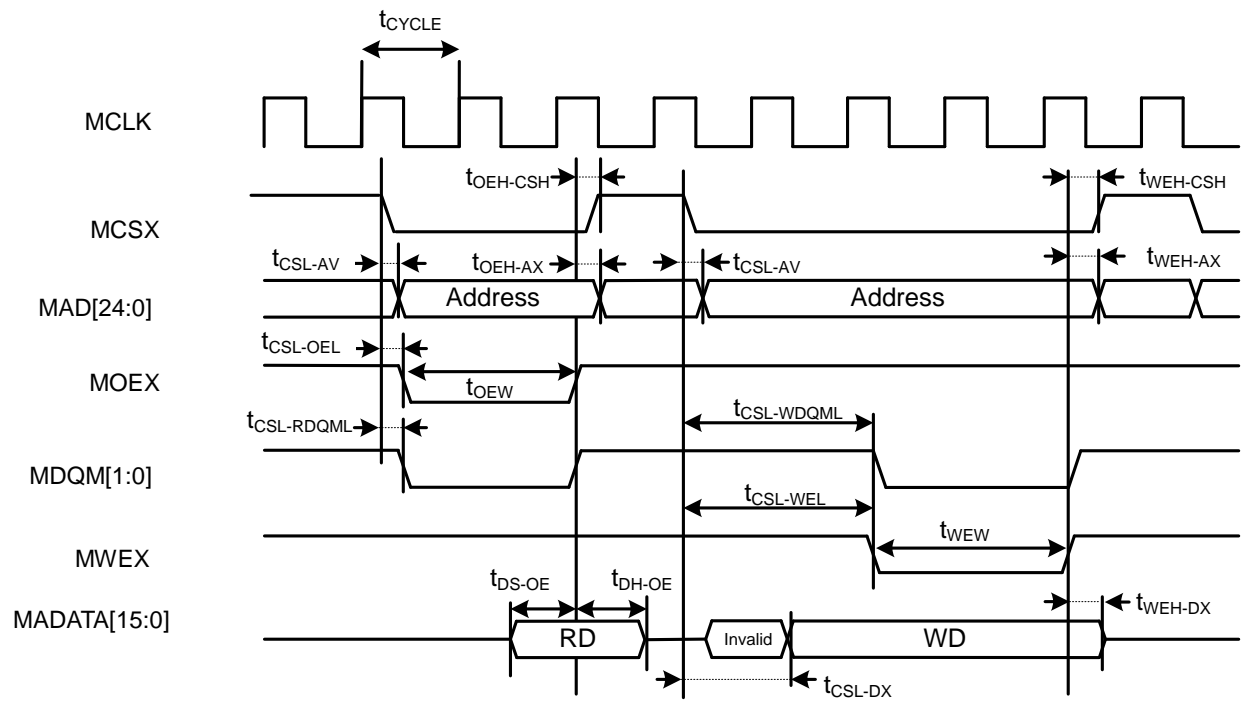 tCYCLE
MCLK
tOEH-CSH
tWEH-CSH
MCSX
tCSL-AV
tOEH-AX
tCSL-AV
tWEH-AX
MAD[24:0]
Address
Address
tCSL-OEL
MOEX
tOEW
tCSL-RDQML
tCSL-WDQML
MDQM[1:0]
tCSL-WEL
MWEX
tWEW
tDS-OE
tDH-OE
MADATA[15:0]
tWEH-DX
RD
Invalid
WD
tCSL-DX